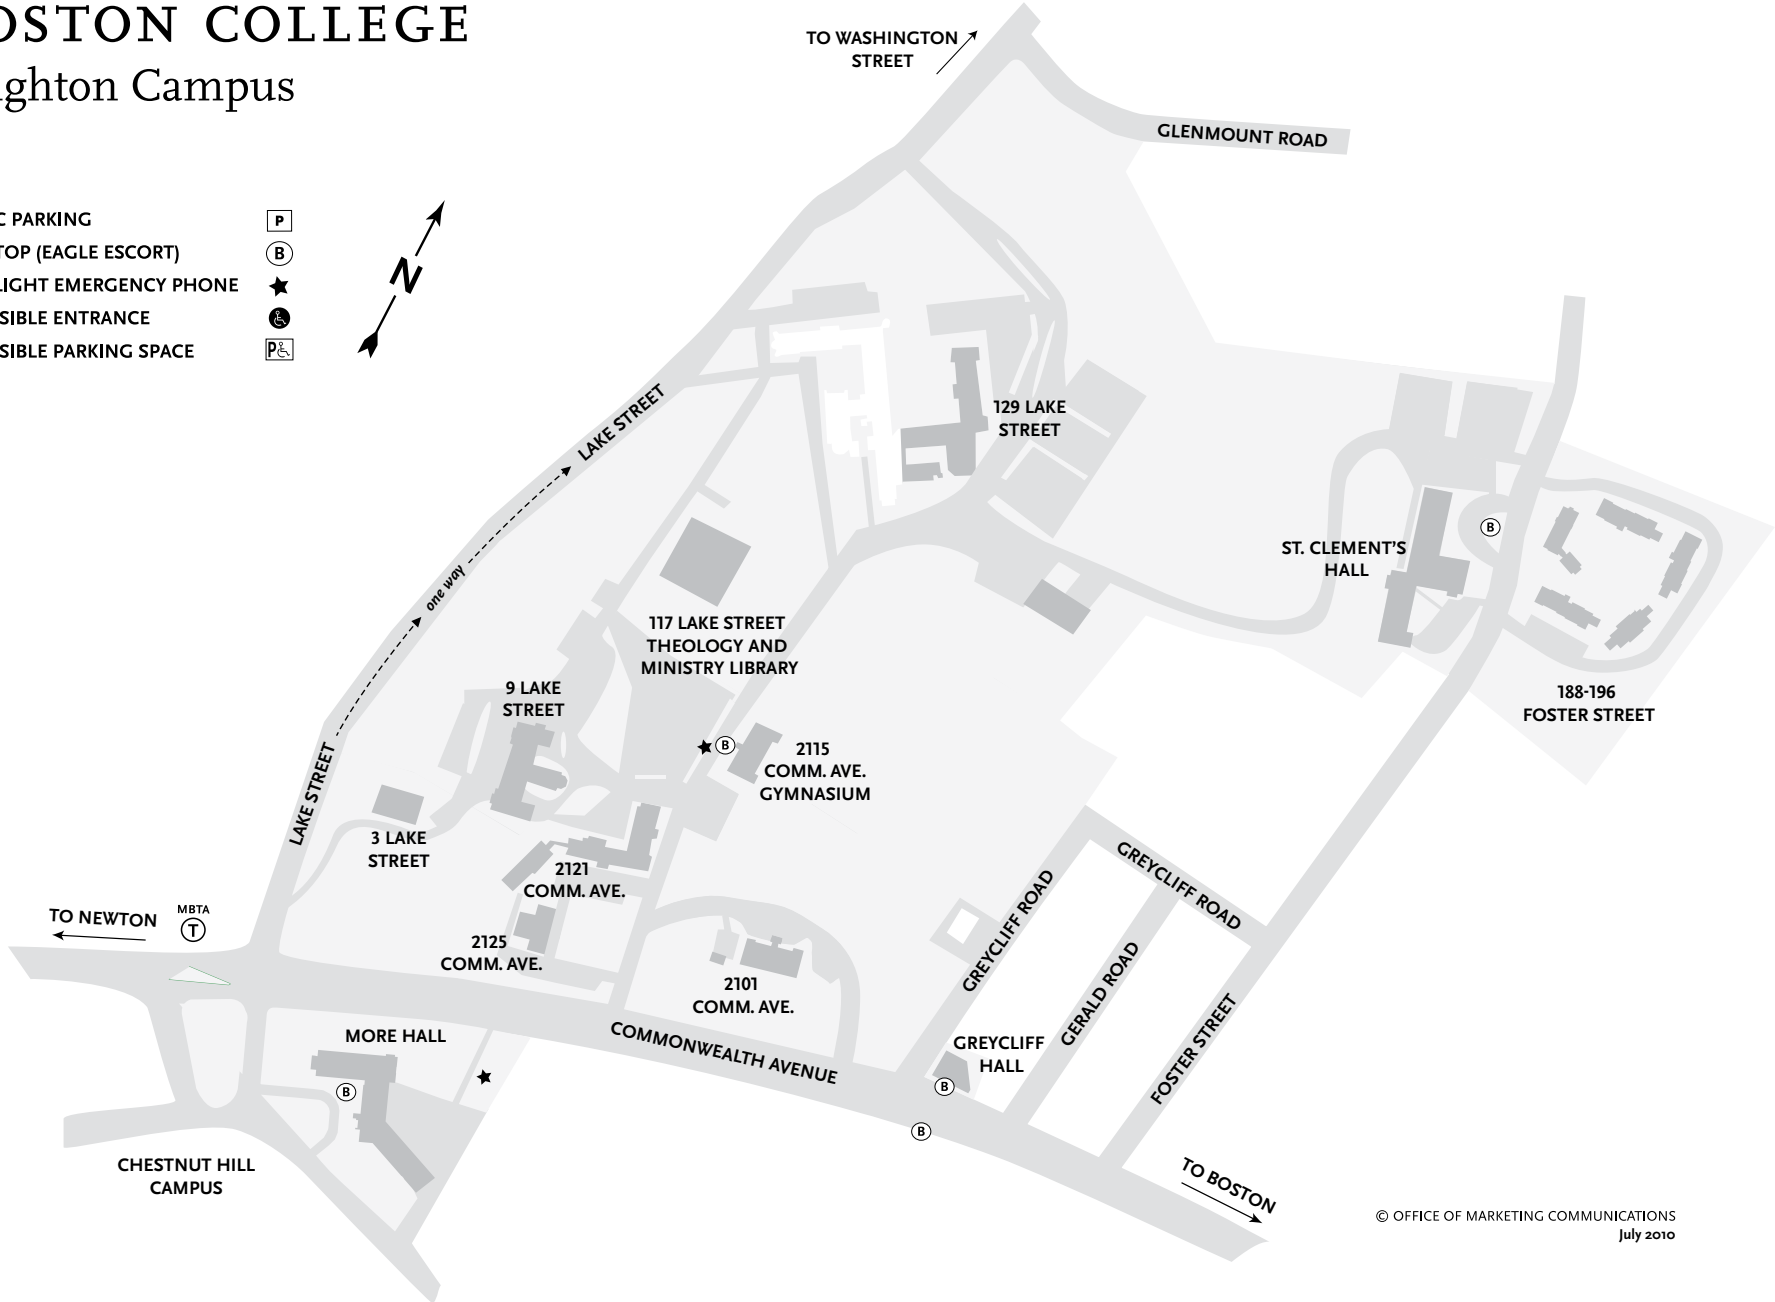 OSTON COLLEGE
ighton Campus
C PARKING
P
TOP (EAGLE ESCORT)
B
LIGHT EMERGENCY PHONE
SIBLE ENTRANCE
SIBLE PARKING SPACE
P
N
TO WASHINGTON
STREET
GLENMOUNT ROAD
LAKE STREET
129 LAKE
STREET
one way
ST. CLEMENT'S
HALL
B
117 LAKE STREET
THEOLOGY AND
MINISTRY LIBRARY
9 LAKE
STREET
188-196
FOSTER STREET
B
2115
COMM. AVE.
GYMNASIUM
LAKE STREET
3 LAKE
STREET
2121
COMM. AVE.
GREYCLIFF ROAD
GREYCLIFF ROAD
TO NEWTON
MBTA
T
2125
COMM. AVE.
2101
COMM. AVE.
GERALD ROAD
FOSTER STREET
MORE HALL
COMMONWEALTH AVENUE
GREYCLIFF
HALL
B
B
B
CHESTNUT HILL
CAMPUS
TO BOSTON
© OFFICE OF MARKETING COMMUNICATIONS
July 2010